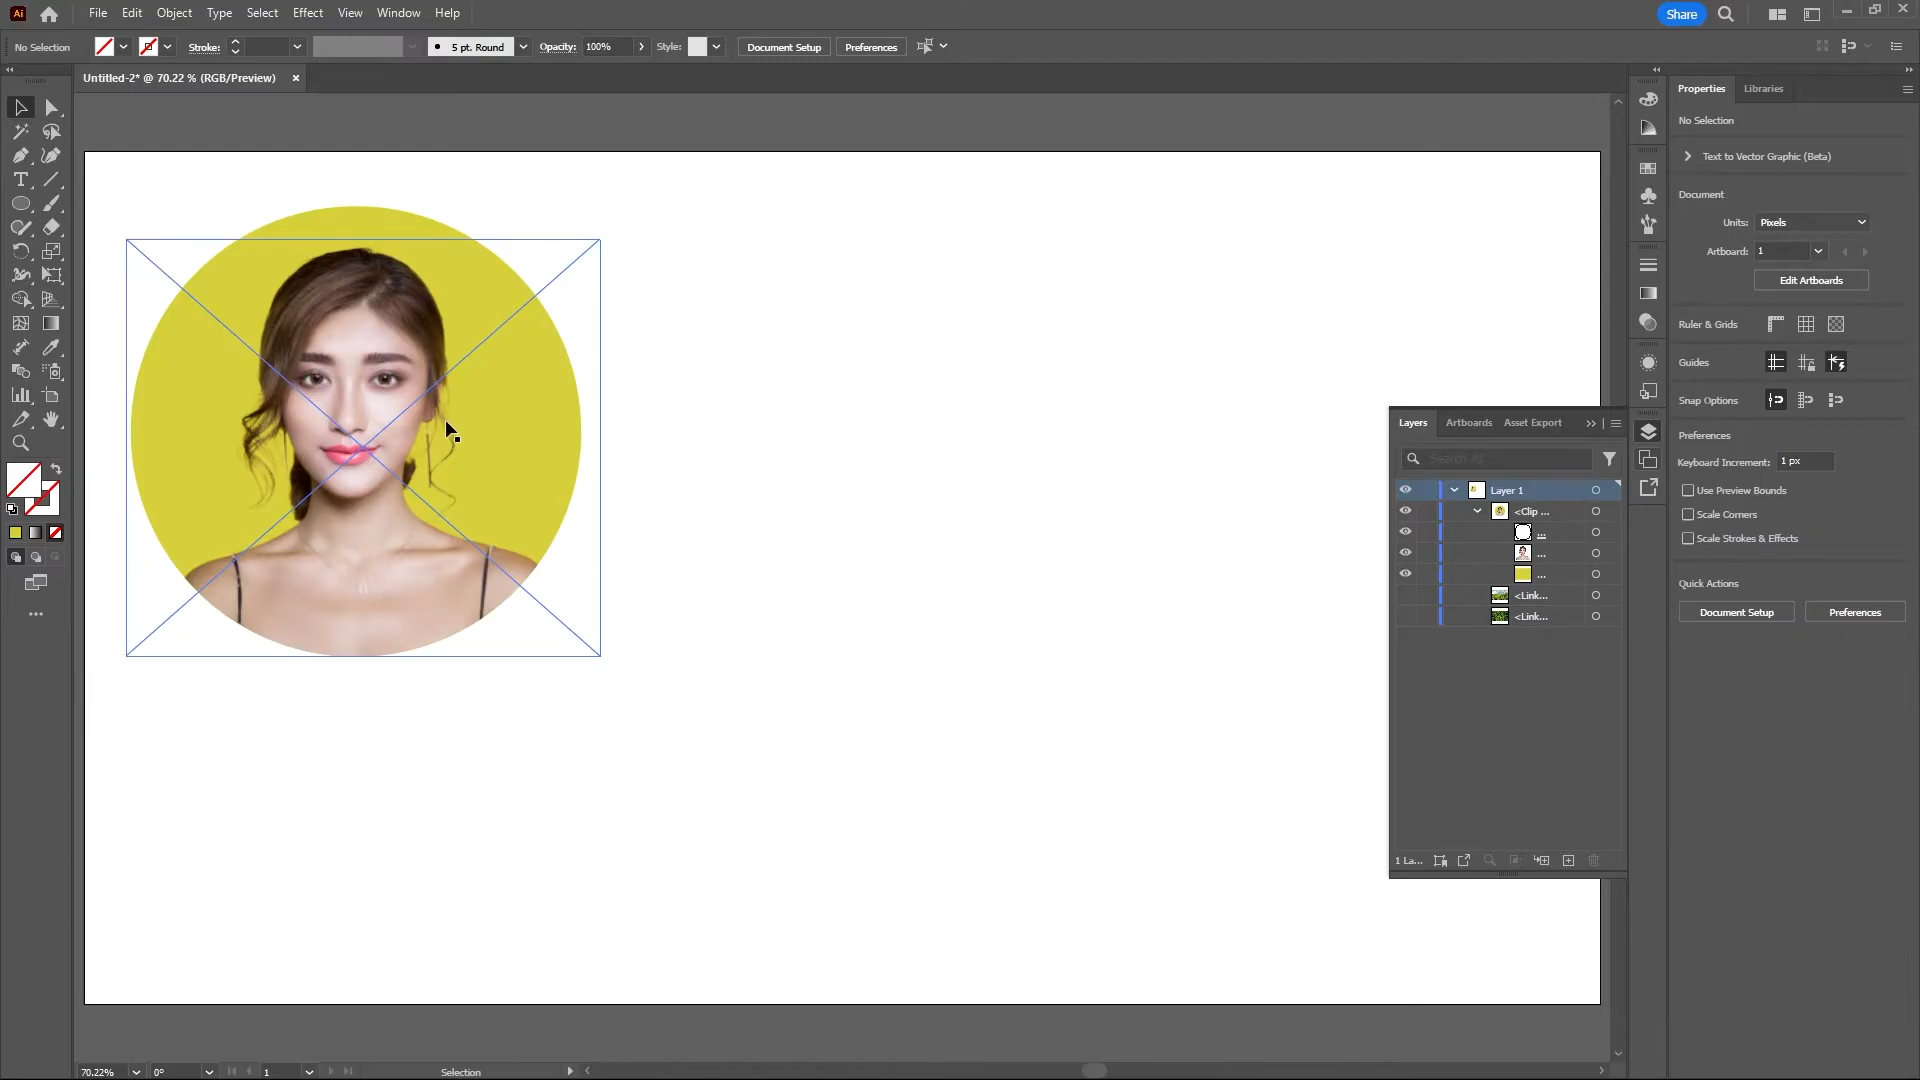 Ai File Edit Object Type Select Effect View Window Help Share
No Selection Stroke: 5 pt. Round Opacity: 100% Style: Document Setup Preferences
Untitled-2* @ 70.22 % (RGB/Preview) ×
Properties Libraries
No Selection
Text to Vector Graphic (Beta)
Document
Units: Pixels
Artboard: 1
Edit Artboards
Ruler & Grids
Guides
Snap Options
Preferences
Keyboard Increment: 1 px
Use Preview Bounds
Scale Corners
Scale Strokes & Effects
Quick Actions
Document Setup Preferences
Layers Artboards Asset Export
Search All
Layer 1
<Clip ...
...
...
...
<Link...
<Link...
1 La...
70.22% 0° 1 Selection